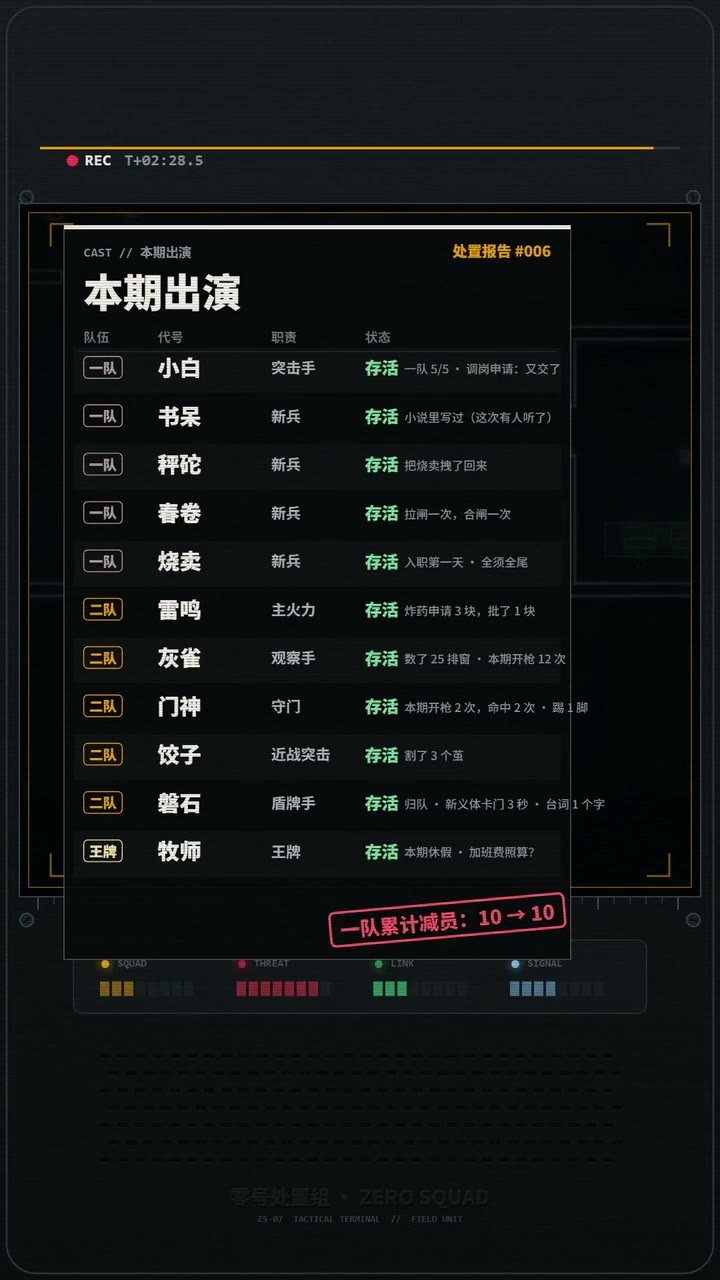 REC T+02:28.5
CAST // 本期出演
处置报告 #006
本期出演
队伍 代号 职责 状态
一队 小白 突击手 存活 一队 5/5 · 调岗申请：又交了
一队 书呆 新兵 存活 小说里写过（这次有人听了）
一队 秤砣 新兵 存活 把烧卖拽了回来
一队 春卷 新兵 存活 拉闸一次，合闸一次
一队 烧卖 新兵 存活 入职第一天 · 全须全尾
二队 雷鸣 主火力 存活 炸药申请 3 块，批了 1 块
二队 灰雀 观察手 存活 数了 25 排窗 · 本期开枪 12 次
二队 门神 守门 存活 本期开枪 2 次，命中 2 次 · 踢 1 脚
二队 饺子 近战突击 存活 割了 3 个茧
二队 磐石 盾牌手 存活 归队 · 新义体卡门 3 秒 · 台词 1 个字
王牌 牧师 王牌 存活 本期休假 · 加班费照算？
一队累计减员：10 → 10
SQUAD THREAT LINK SIGNAL
零号处置组 · ZERO SQUAD
ZS-07 TACTICAL TERMINAL // FIELD UNIT